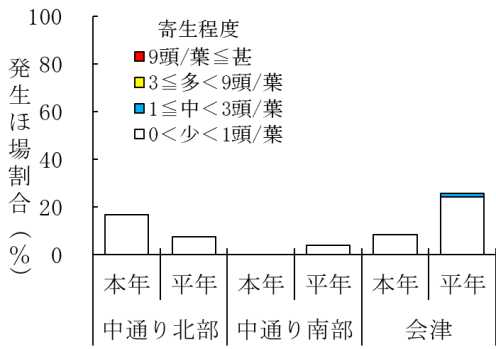 寄生程度
9頭/葉≦甚
3≦多<9頭/葉
1≦中<3頭/葉
0<少<1頭/葉
発生ほ場割合(%)
100
80
60
40
20
0
本年 平年 本年 平年 本年 平年
中通り北部 中通り南部 会津